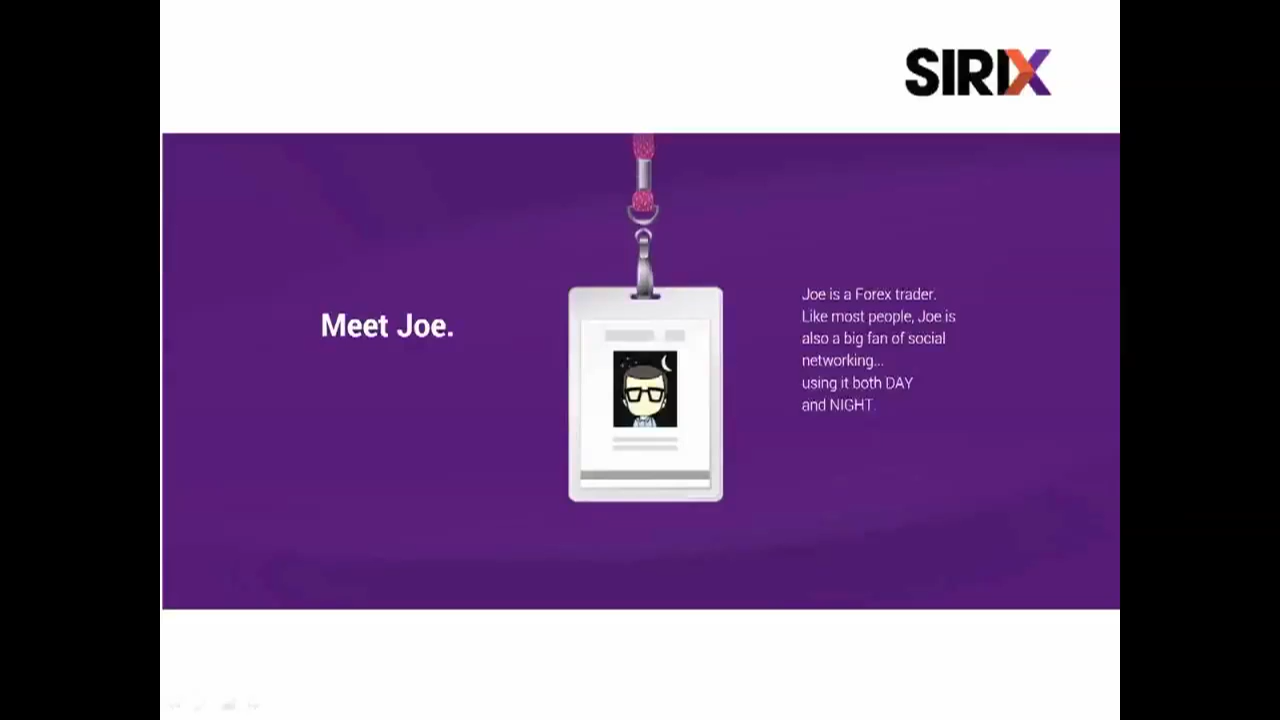 SIRIX
Meet Joe.
Joe is a Forex trader.
Like most people, Joe is
also a big fan of social
networking...
using it both DAY
and NIGHT.